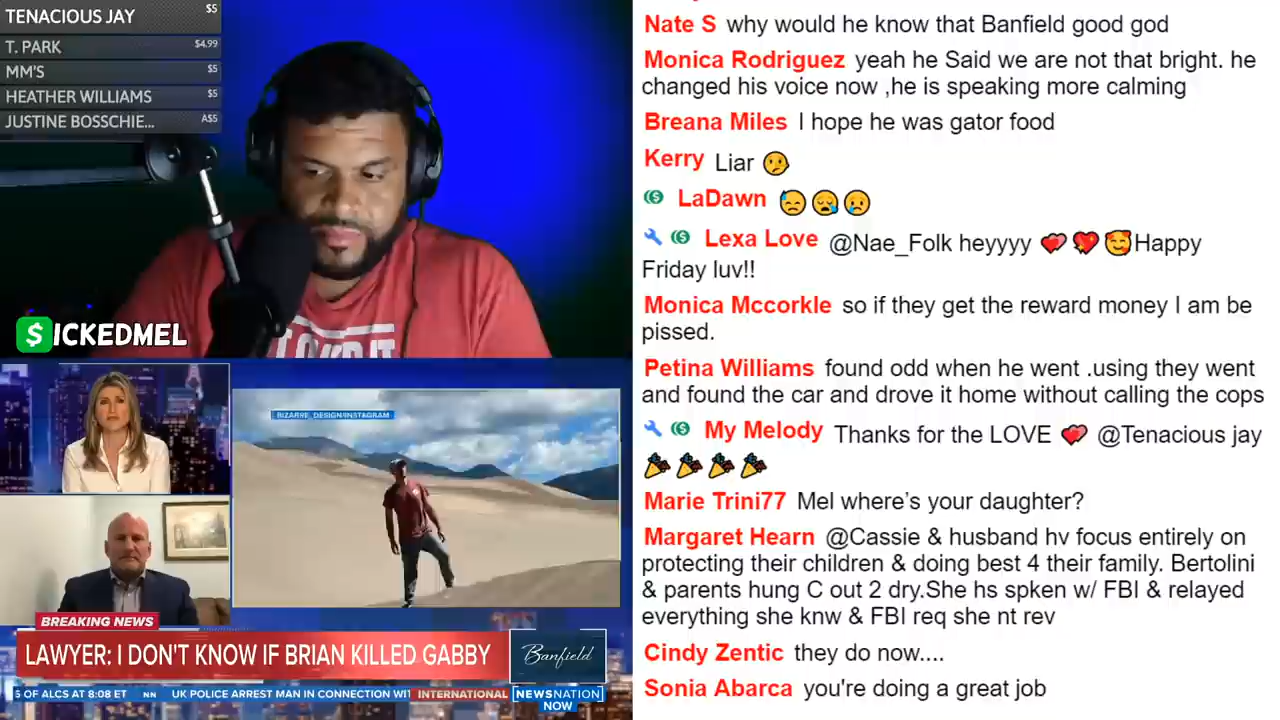 TENACIOUS JAY $5
T. PARK $4.99
MM'S $5
HEATHER WILLIAMS $5
JUSTINE BOSSCHIE... A$5
$ICKEDMEL
BIZARRE_DESIGN/INSTAGRAM
BREAKING NEWS
LAWYER: I DON'T KNOW IF BRIAN KILLED GABBY
Banfield
S OF ALCS AT 8:08 ET NN UK POLICE ARREST MAN IN CONNECTION WIT INTERNATIONAL
NEWSNATION
NOW
Nate S why would he know that Banfield good god
Monica Rodriguez yeah he Said we are not that bright. he
changed his voice now ,he is speaking more calming
Breana Miles I hope he was gator food
Kerry Liar 🤥
LaDawn 😓😪😢
Lexa Love @Nae_Folk heyyyy 💞💖🥰Happy
Friday luv!!
Monica Mccorkle so if they get the reward money I am be
pissed.
Petina Williams found odd when he went .using they went
and found the car and drove it home without calling the cops
My Melody Thanks for the LOVE 💞 @Tenacious jay
🎉🎉🎉🎉
Marie Trini77 Mel where's your daughter?
Margaret Hearn @Cassie & husband hv focus entirely on
protecting their children & doing best 4 their family. Bertolini
& parents hung C out 2 dry.She hs spken w/ FBI & relayed
everything she knw & FBI req she nt rev
Cindy Zentic they do now....
Sonia Abarca you're doing a great job